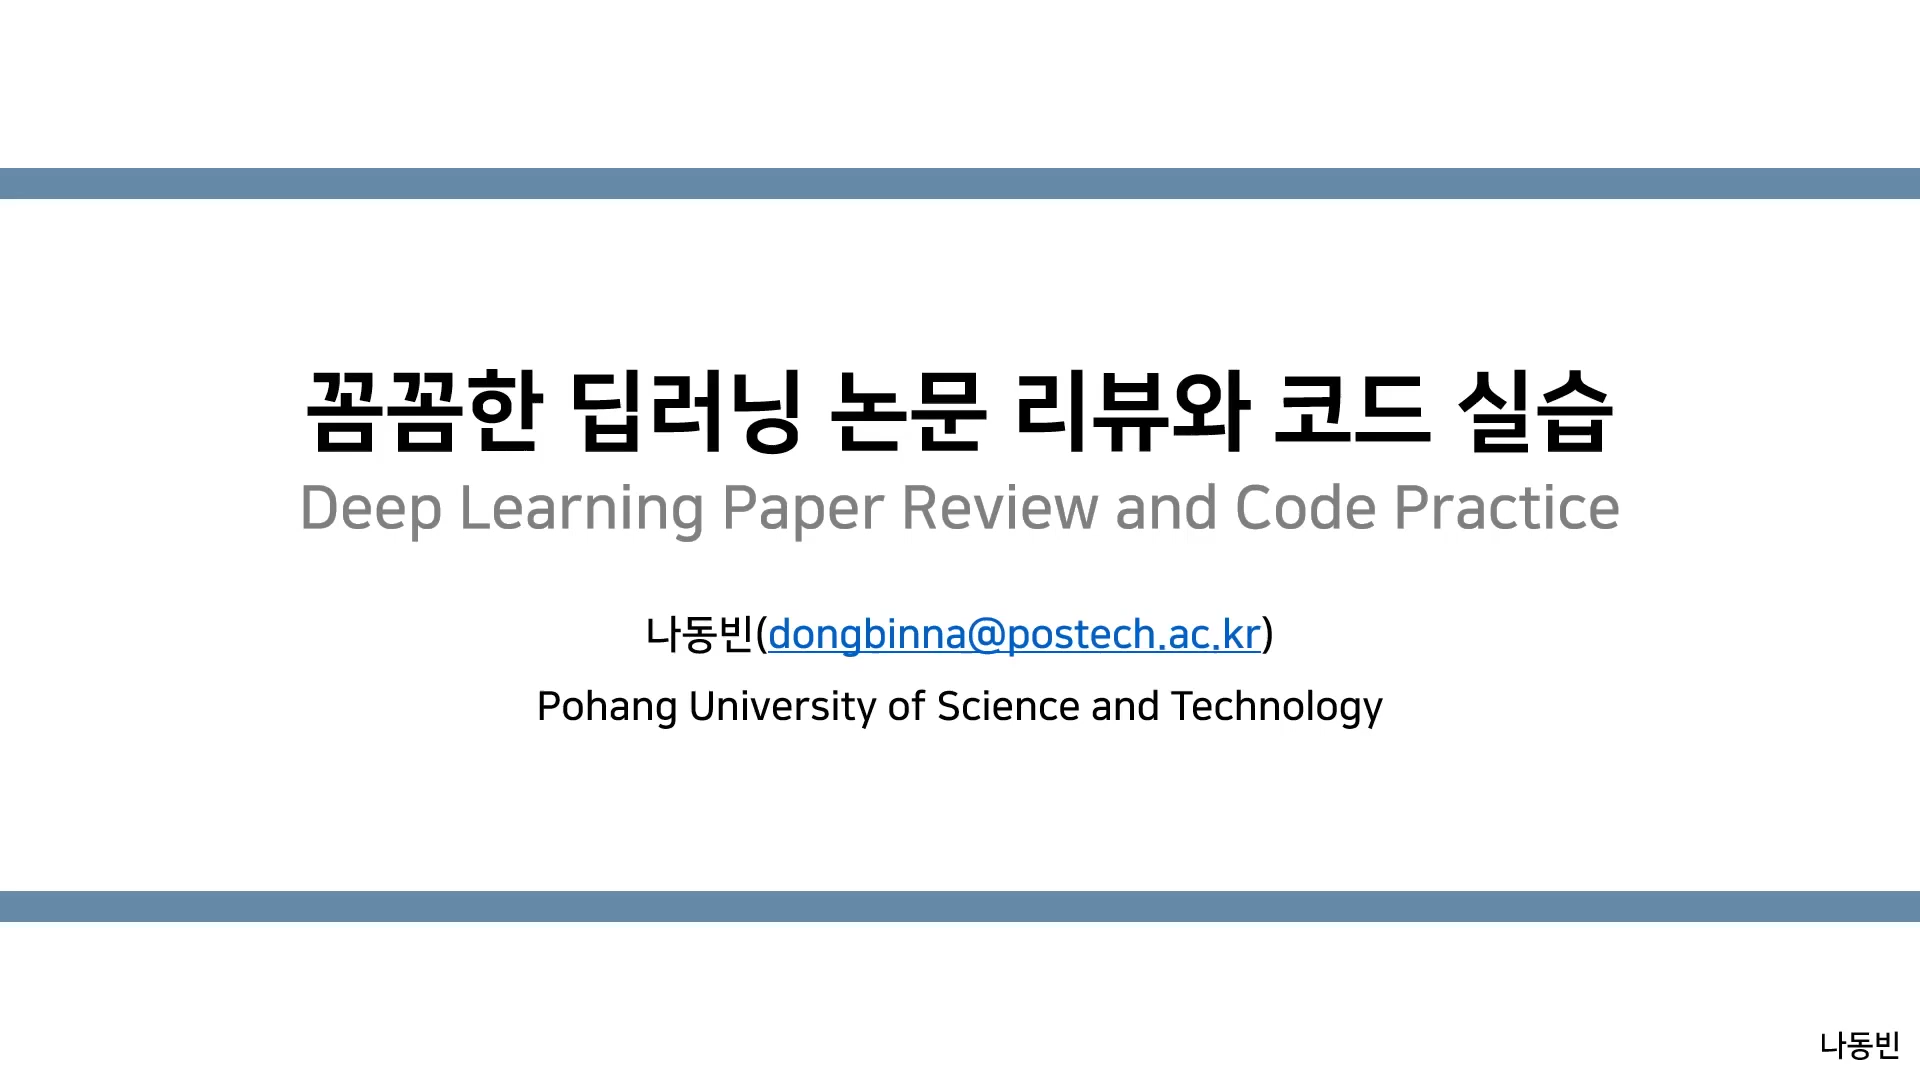 꼼꼼한 딥러닝 논문 리뷰와 코드 실습
Deep Learning Paper Review and Code Practice
나동빈(dongbinna@postech.ac.kr)
Pohang University of Science and Technology
나동빈